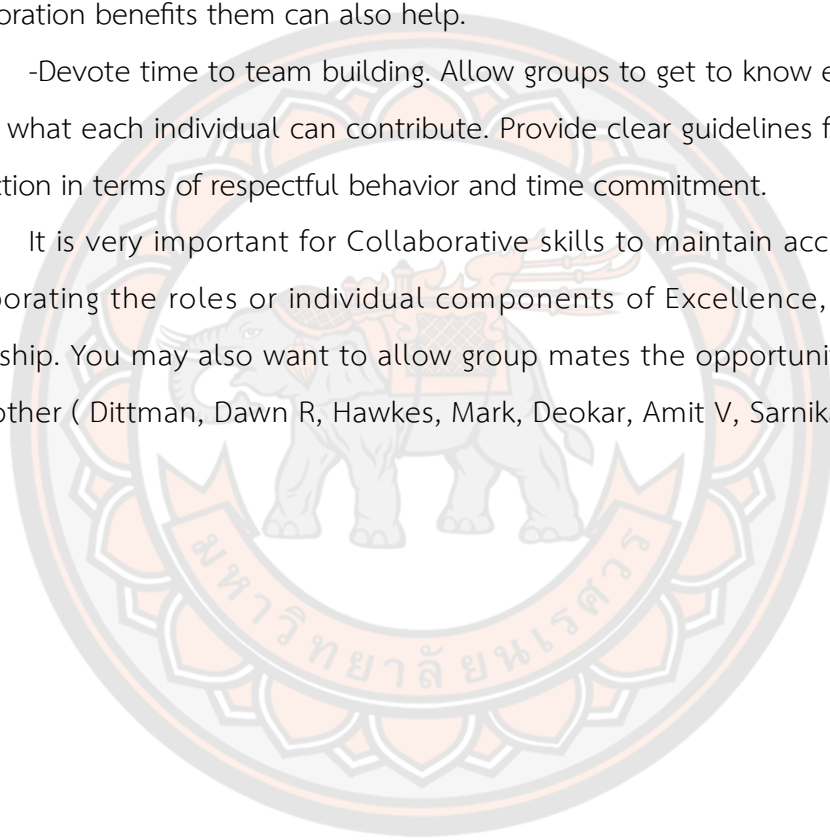 oration benefits them can also help.
-Devote time to team building. Allow groups to get to know e
what each individual can contribute. Provide clear guidelines f
ction in terms of respectful behavior and time commitment.
It is very important for Collaborative skills to maintain acc
orating the roles or individual components of Excellence,
ship. You may also want to allow group mates the opportunit
other ( Dittman, Dawn R, Hawkes, Mark, Deokar, Amit V, Sarnik
มหาวิทยาลัยนเรศวร